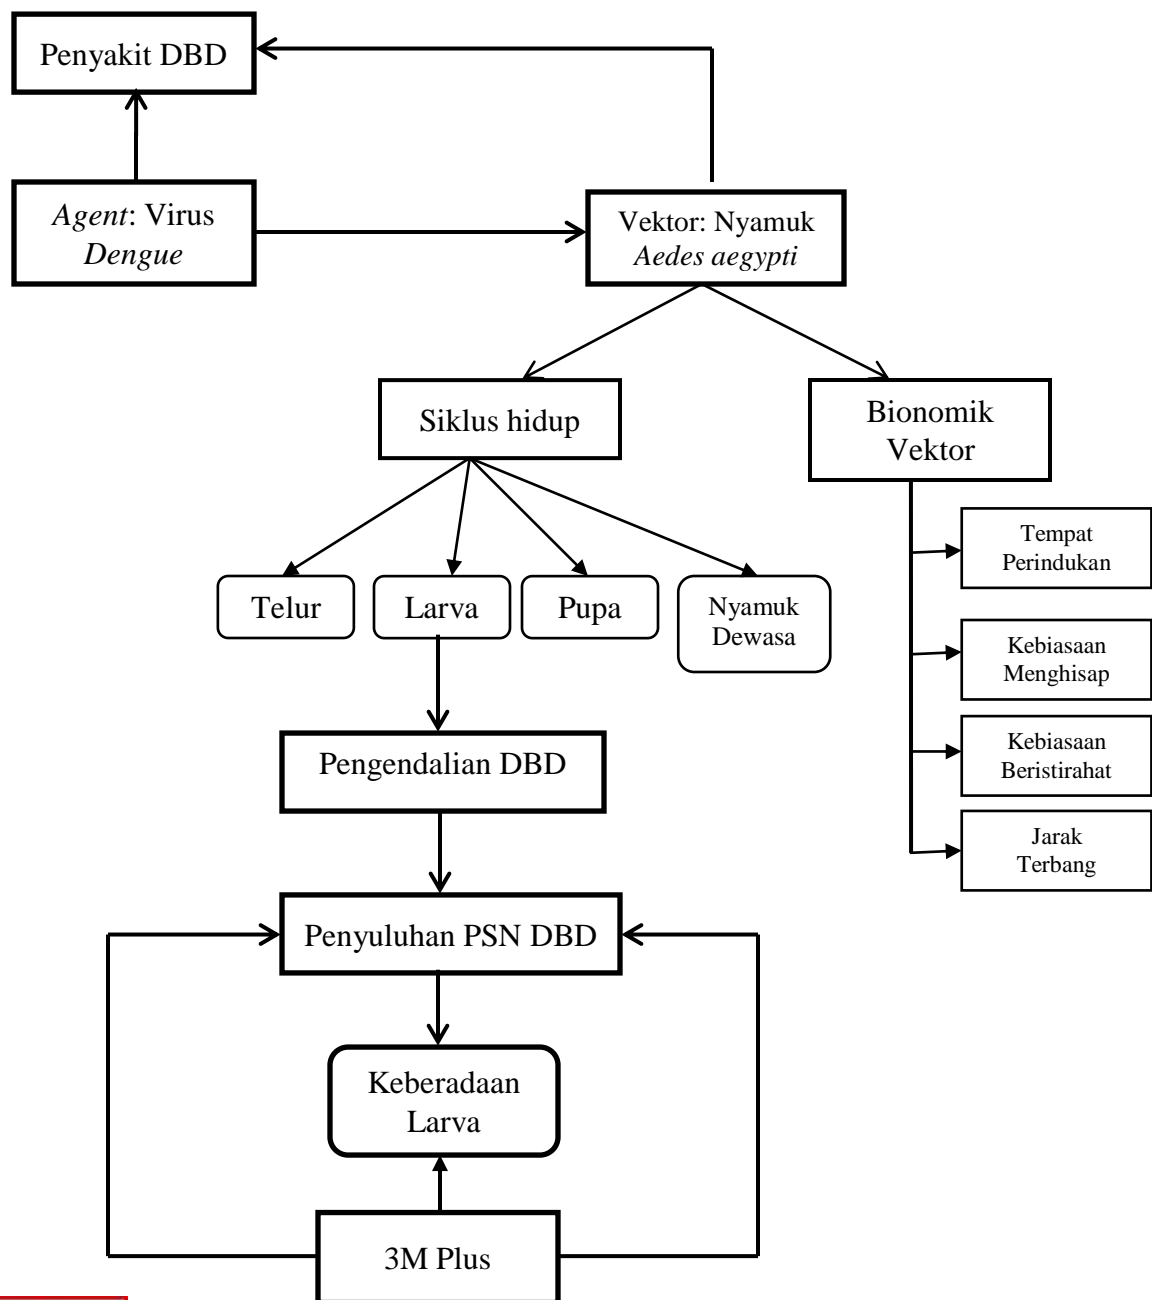 Penyakit DBD
Agent: Virus
Dengue
Vektor: Nyamuk
Aedes aegypti
Siklus hidup
Bionomik
Vektor
Tempat
Perindukan
Telur
Larva
Pupa
Nyamuk
Dewasa
Kebiasaan
Menghisap
Kebiasaan
Beristirahat
Jarak
Terbang
Pengendalian DBD
Penyuluhan PSN DBD
Keberadaan
Larva
3M Plus